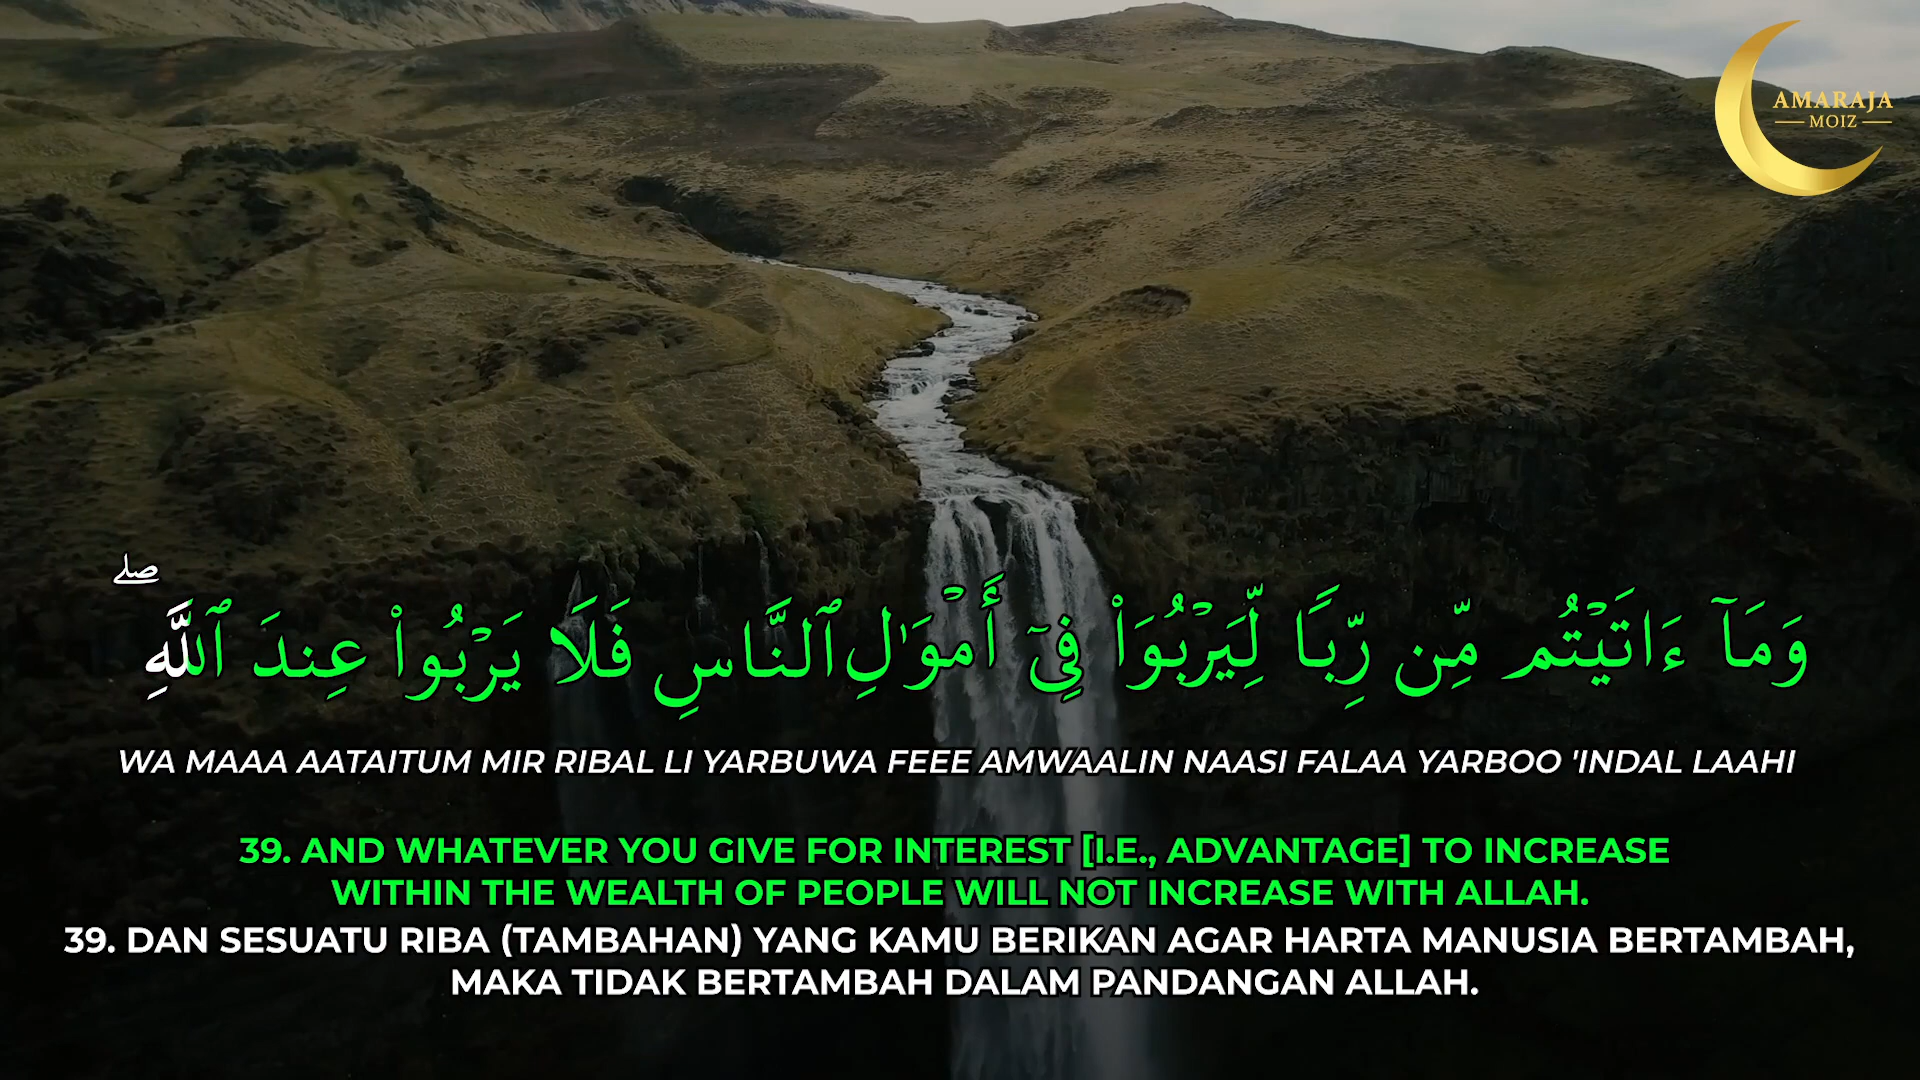 AMARAJA
MOIZ
وَمَآ ءَاتَيْتُم مِّن رِّبًا لِّيَرْبُوَا۟ فِىٓ أَمْوَٰلِ ٱلنَّاسِ فَلَا يَرْبُوا۟ عِندَ ٱللَّهِ ۖ
WA MAAA AATAITUM MIR RIBAL LI YARBUWA FEEE AMWAALIN NAASI FALAA YARBOO 'INDAL LAAHI
39. AND WHATEVER YOU GIVE FOR INTEREST [I.E., ADVANTAGE] TO INCREASE
WITHIN THE WEALTH OF PEOPLE WILL NOT INCREASE WITH ALLAH.
39. DAN SESUATU RIBA (TAMBAHAN) YANG KAMU BERIKAN AGAR HARTA MANUSIA BERTAMBAH,
MAKA TIDAK BERTAMBAH DALAM PANDANGAN ALLAH.